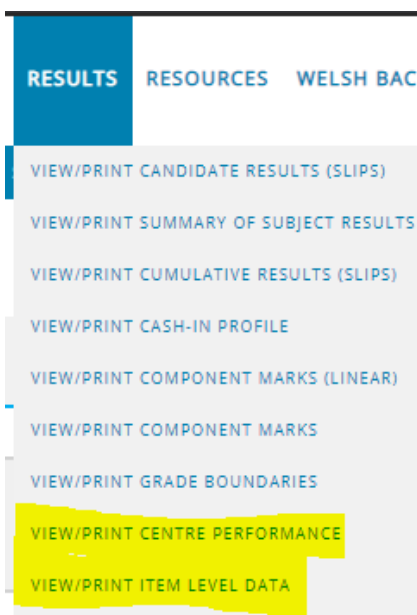 RESULTS RESOURCES WELSH BAC
VIEW/PRINT CANDIDATE RESULTS (SLIPS)
VIEW/PRINT SUMMARY OF SUBJECT RESULTS
VIEW/PRINT CUMULATIVE RESULTS (SLIPS)
VIEW/PRINT CASH-IN PROFILE
VIEW/PRINT COMPONENT MARKS (LINEAR)
VIEW/PRINT COMPONENT MARKS
VIEW/PRINT GRADE BOUNDARIES
VIEW/PRINT CENTRE PERFORMANCE
VIEW/PRINT ITEM LEVEL DATA